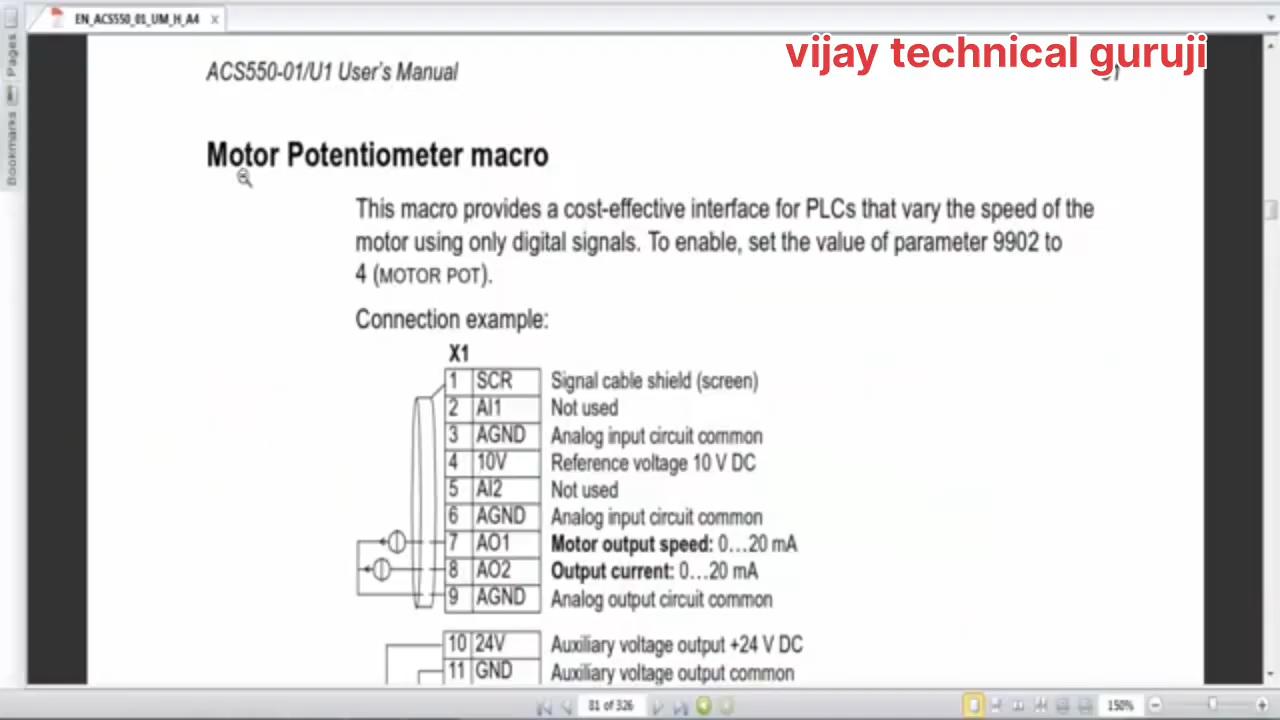 EN_ACS550_01_UM_H_A4
vijay technical guruji
ACS550-01/U1 User's Manual
Motor Potentiometer macro
This macro provides a cost-effective interface for PLCs that vary the speed of the
motor using only digital signals. To enable, set the value of parameter 9902 to
4 (MOTOR POT).
Connection example:
X1
1 SCR Signal cable shield (screen)
2 AI1 Not used
3 AGND Analog input circuit common
4 10V Reference voltage 10 V DC
5 AI2 Not used
6 AGND Analog input circuit common
7 AO1 Motor output speed: 0…20 mA
8 AO2 Output current: 0…20 mA
9 AGND Analog output circuit common
10 24V Auxiliary voltage output +24 V DC
11 GND Auxiliary voltage output common
Pages
Bookmarks
81 of 326
150%